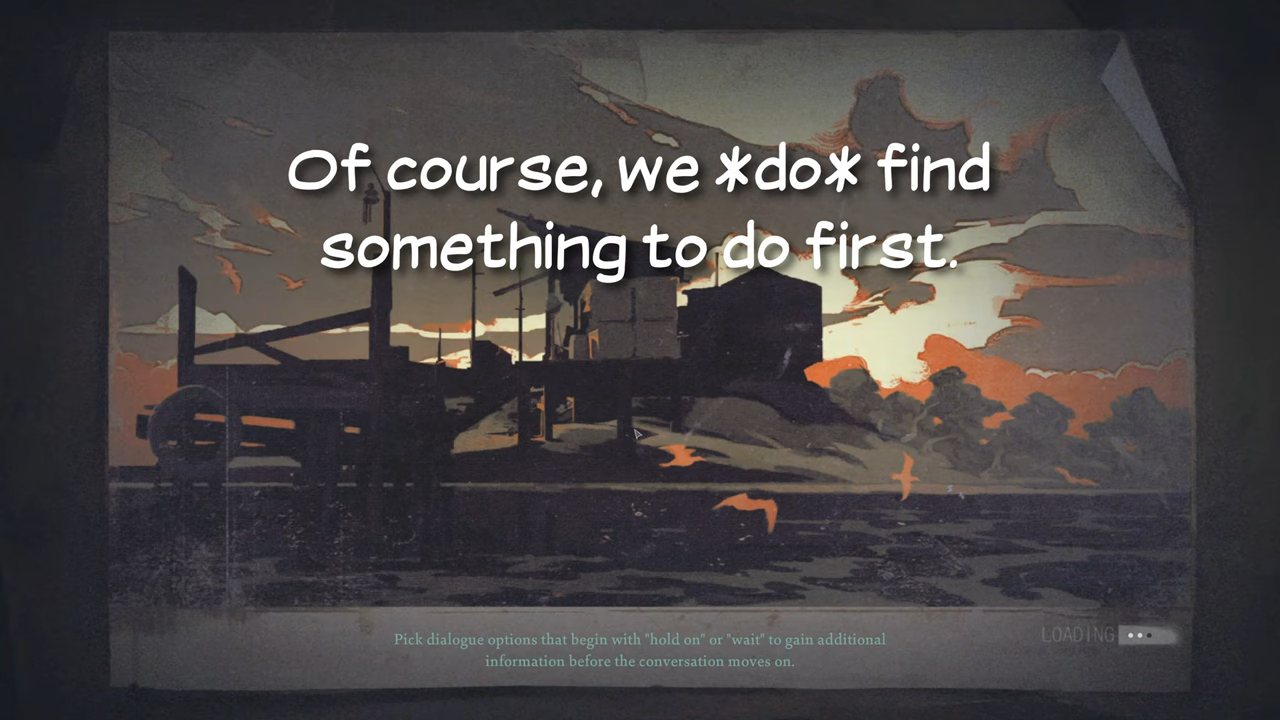 Of course, we *do* find
something to do first.
Pick dialogue options that begin with "hold on" or "wait" to gain additional
information before the conversation moves on.
LOADING